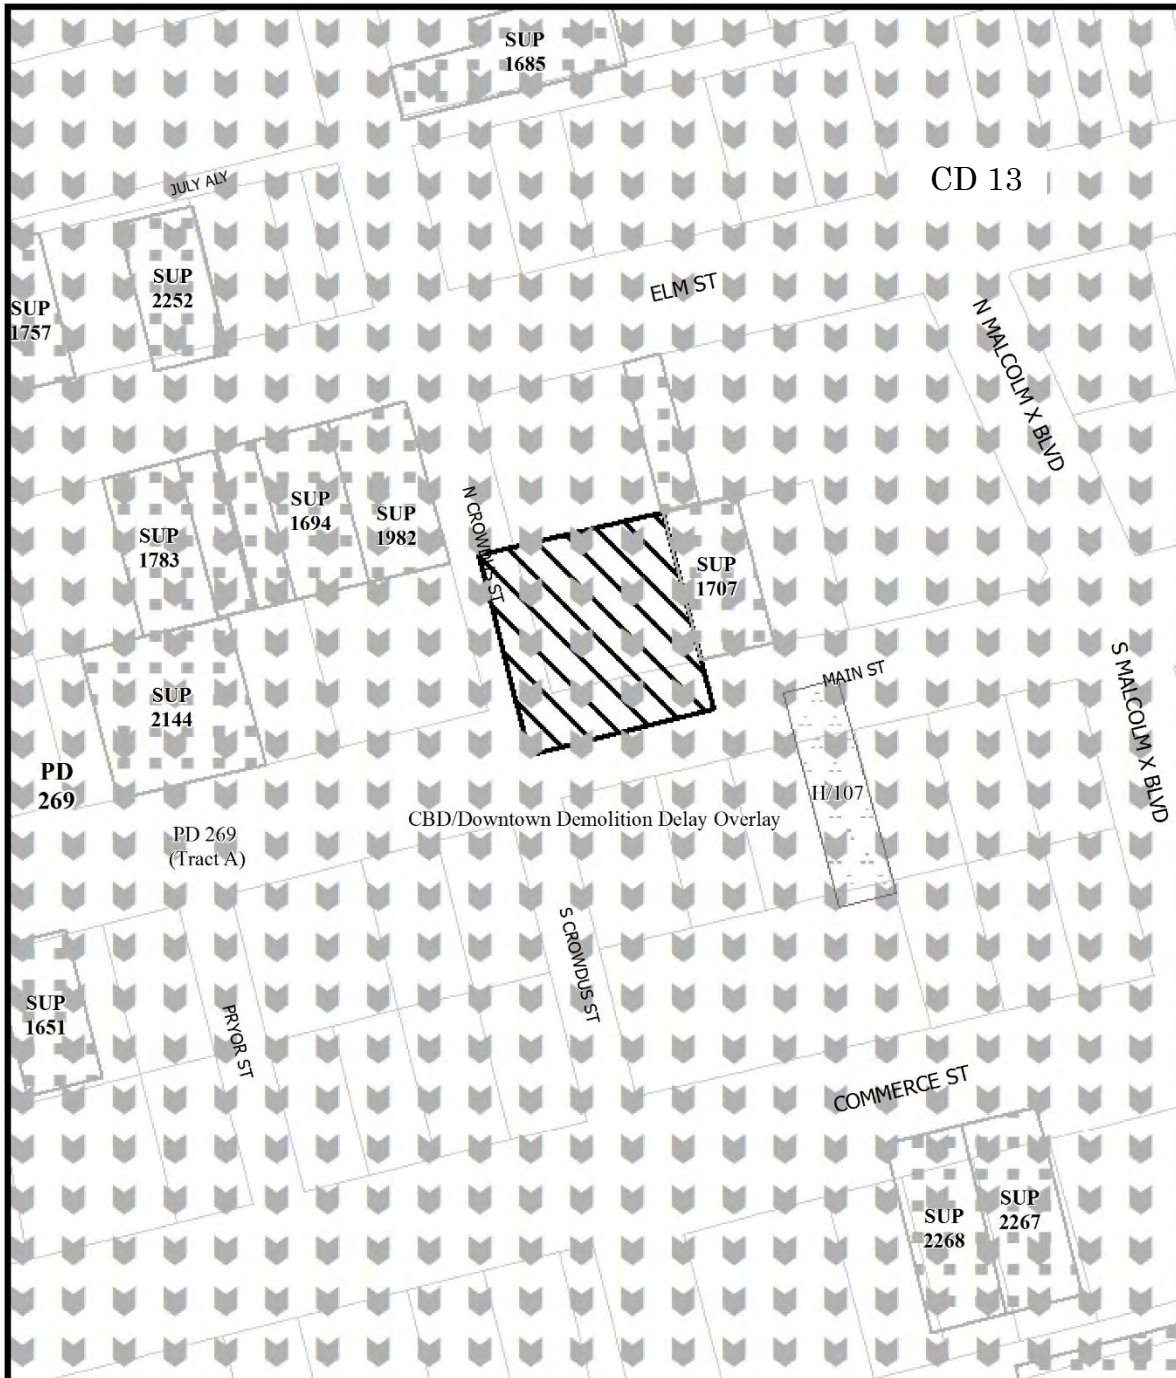 SUP
1685
CD 13
JULY ALY
SUP
2252
ELM ST
SUP
1757
N MALCOLM X BLVD
SUP
1694
SUP
1982
N CROWDUS ST
SUP
1783
SUP
1707
MAIN ST
S MALCOLM X BLVD
SUP
2144
PD
269
H/107
CBD/Downtown Demolition Delay Overlay
PD 269
(Tract A)
S CROWDUS ST
SUP
1651
PRYOR ST
COMMERCE ST
SUP
2267
SUP
2268